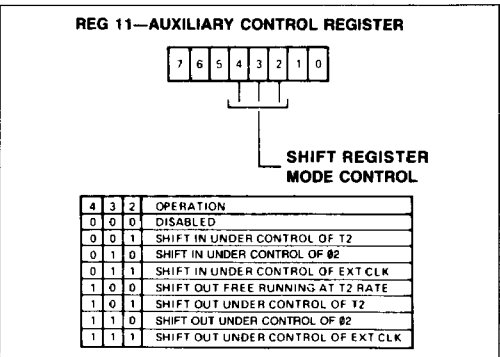 REG 11—AUXILIARY CONTROL REGISTER
7 6 5 4 3 2 1 0
SHIFT REGISTER
MODE CONTROL
4 3 2 OPERATION
0 0 0 DISABLED
0 0 1 SHIFT IN UNDER CONTROL OF T2
0 1 0 SHIFT IN UNDER CONTROL OF Ø2
0 1 1 SHIFT IN UNDER CONTROL OF EXT CLK
1 0 0 SHIFT OUT FREE RUNNING AT T2 RATE
1 0 1 SHIFT OUT UNDER CONTROL OF T2
1 1 0 SHIFT OUT UNDER CONTROL OF Ø2
1 1 1 SHIFT OUT UNDER CONTROL OF EXT CLK